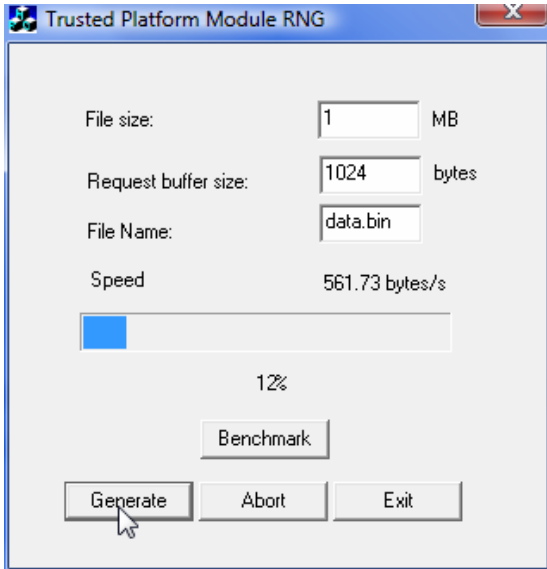 Trusted Platform Module RNG
File size: 1 MB
Request buffer size: 1024 bytes
File Name: data.bin
Speed 561.73 bytes/s
12%
Benchmark
Generate Abort Exit